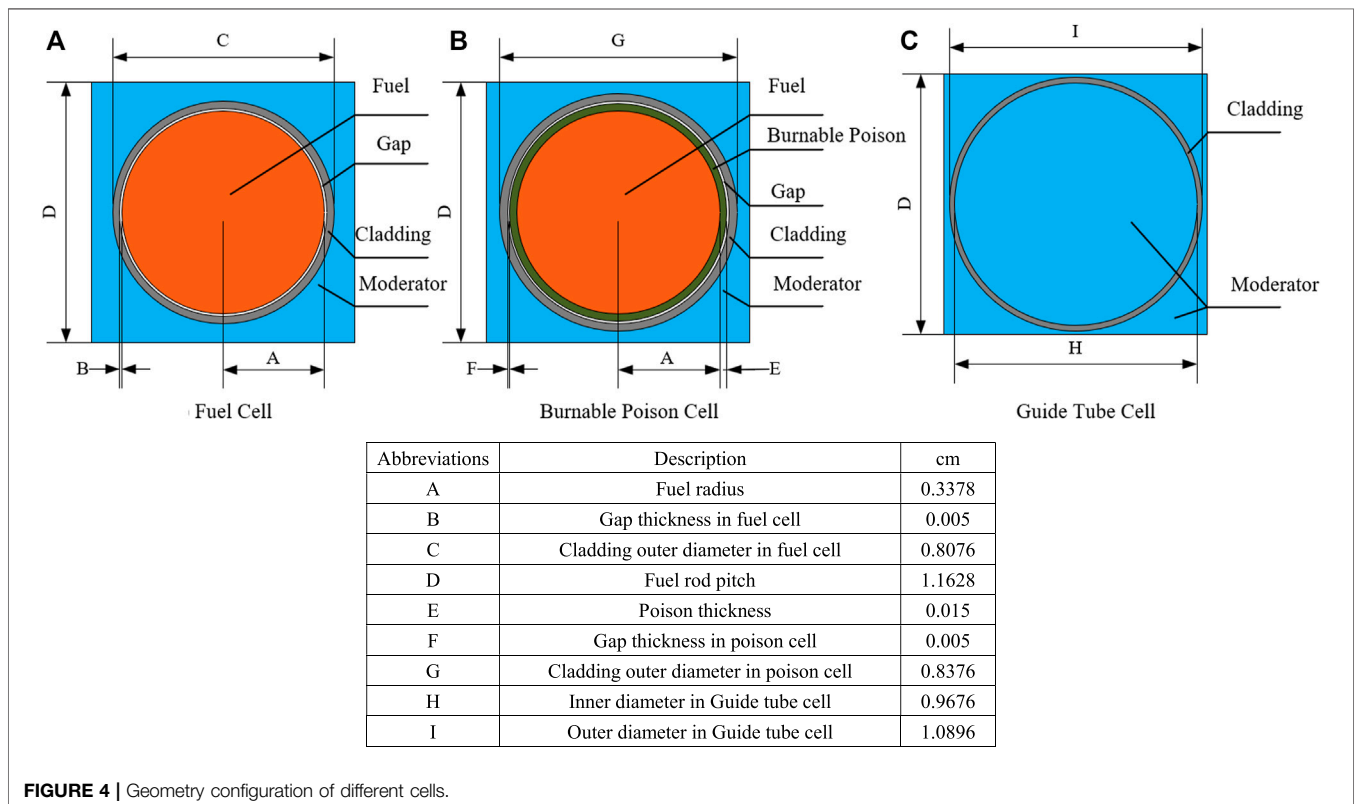 A
C
D
Fuel
Gap
Cladding
Moderator
B
A
Fuel Cell
B
G
D
Fuel
Burnable Poison
Gap
Cladding
Moderator
F
A
E
Burnable Poison Cell
C
I
D
Cladding
Moderator
H
Guide Tube Cell
Abbreviations Description cm
A Fuel radius 0.3378
B Gap thickness in fuel cell 0.005
C Cladding outer diameter in fuel cell 0.8076
D Fuel rod pitch 1.1628
E Poison thickness 0.015
F Gap thickness in poison cell 0.005
G Cladding outer diameter in poison cell 0.8376
H Inner diameter in Guide tube cell 0.9676
I Outer diameter in Guide tube cell 1.0896
FIGURE 4 | Geometry configuration of different cells.